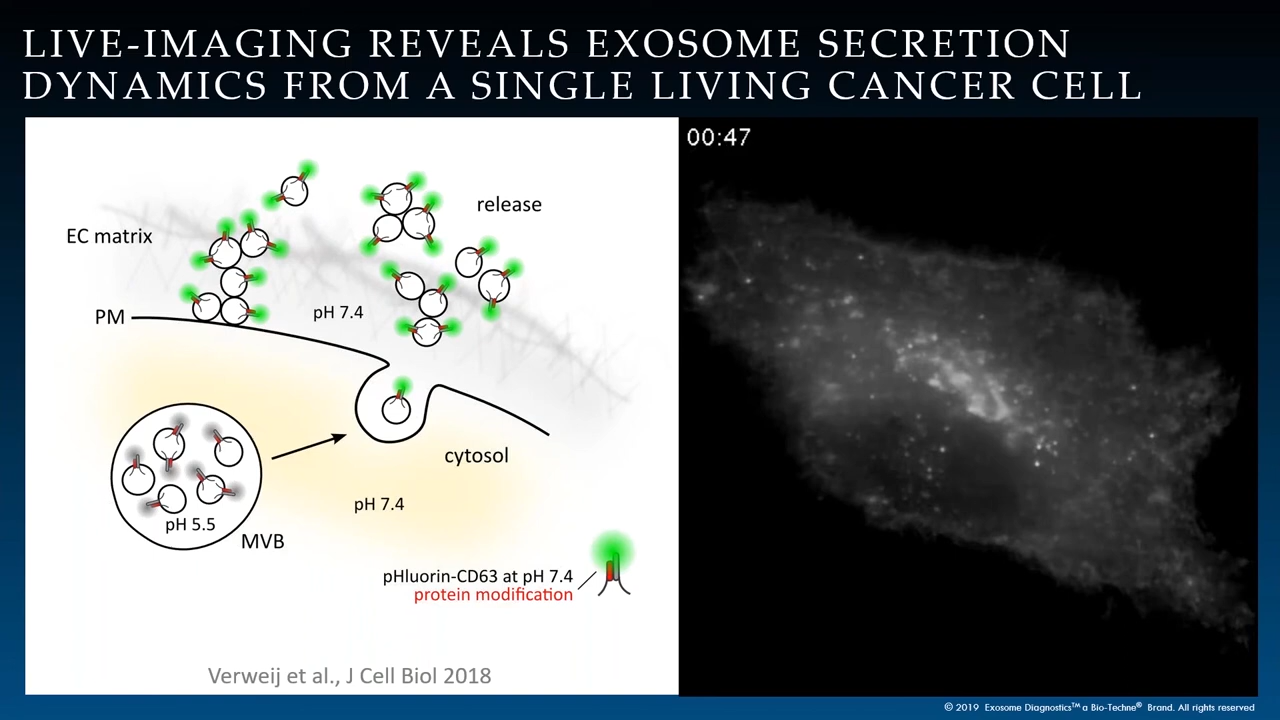 LIVE-IMAGING REVEALS EXOSOME SECRETION
DYNAMICS FROM A SINGLE LIVING CANCER CELL
00:47
release
EC matrix
pH 7.4
PM
cytosol
pH 7.4
pH 5.5
MVB
pHluorin-CD63 at pH 7.4
protein modification
Verweij et al., J Cell Biol 2018
© 2019 Exosome Diagnostics™ a Bio-Techne® Brand. All rights reserved